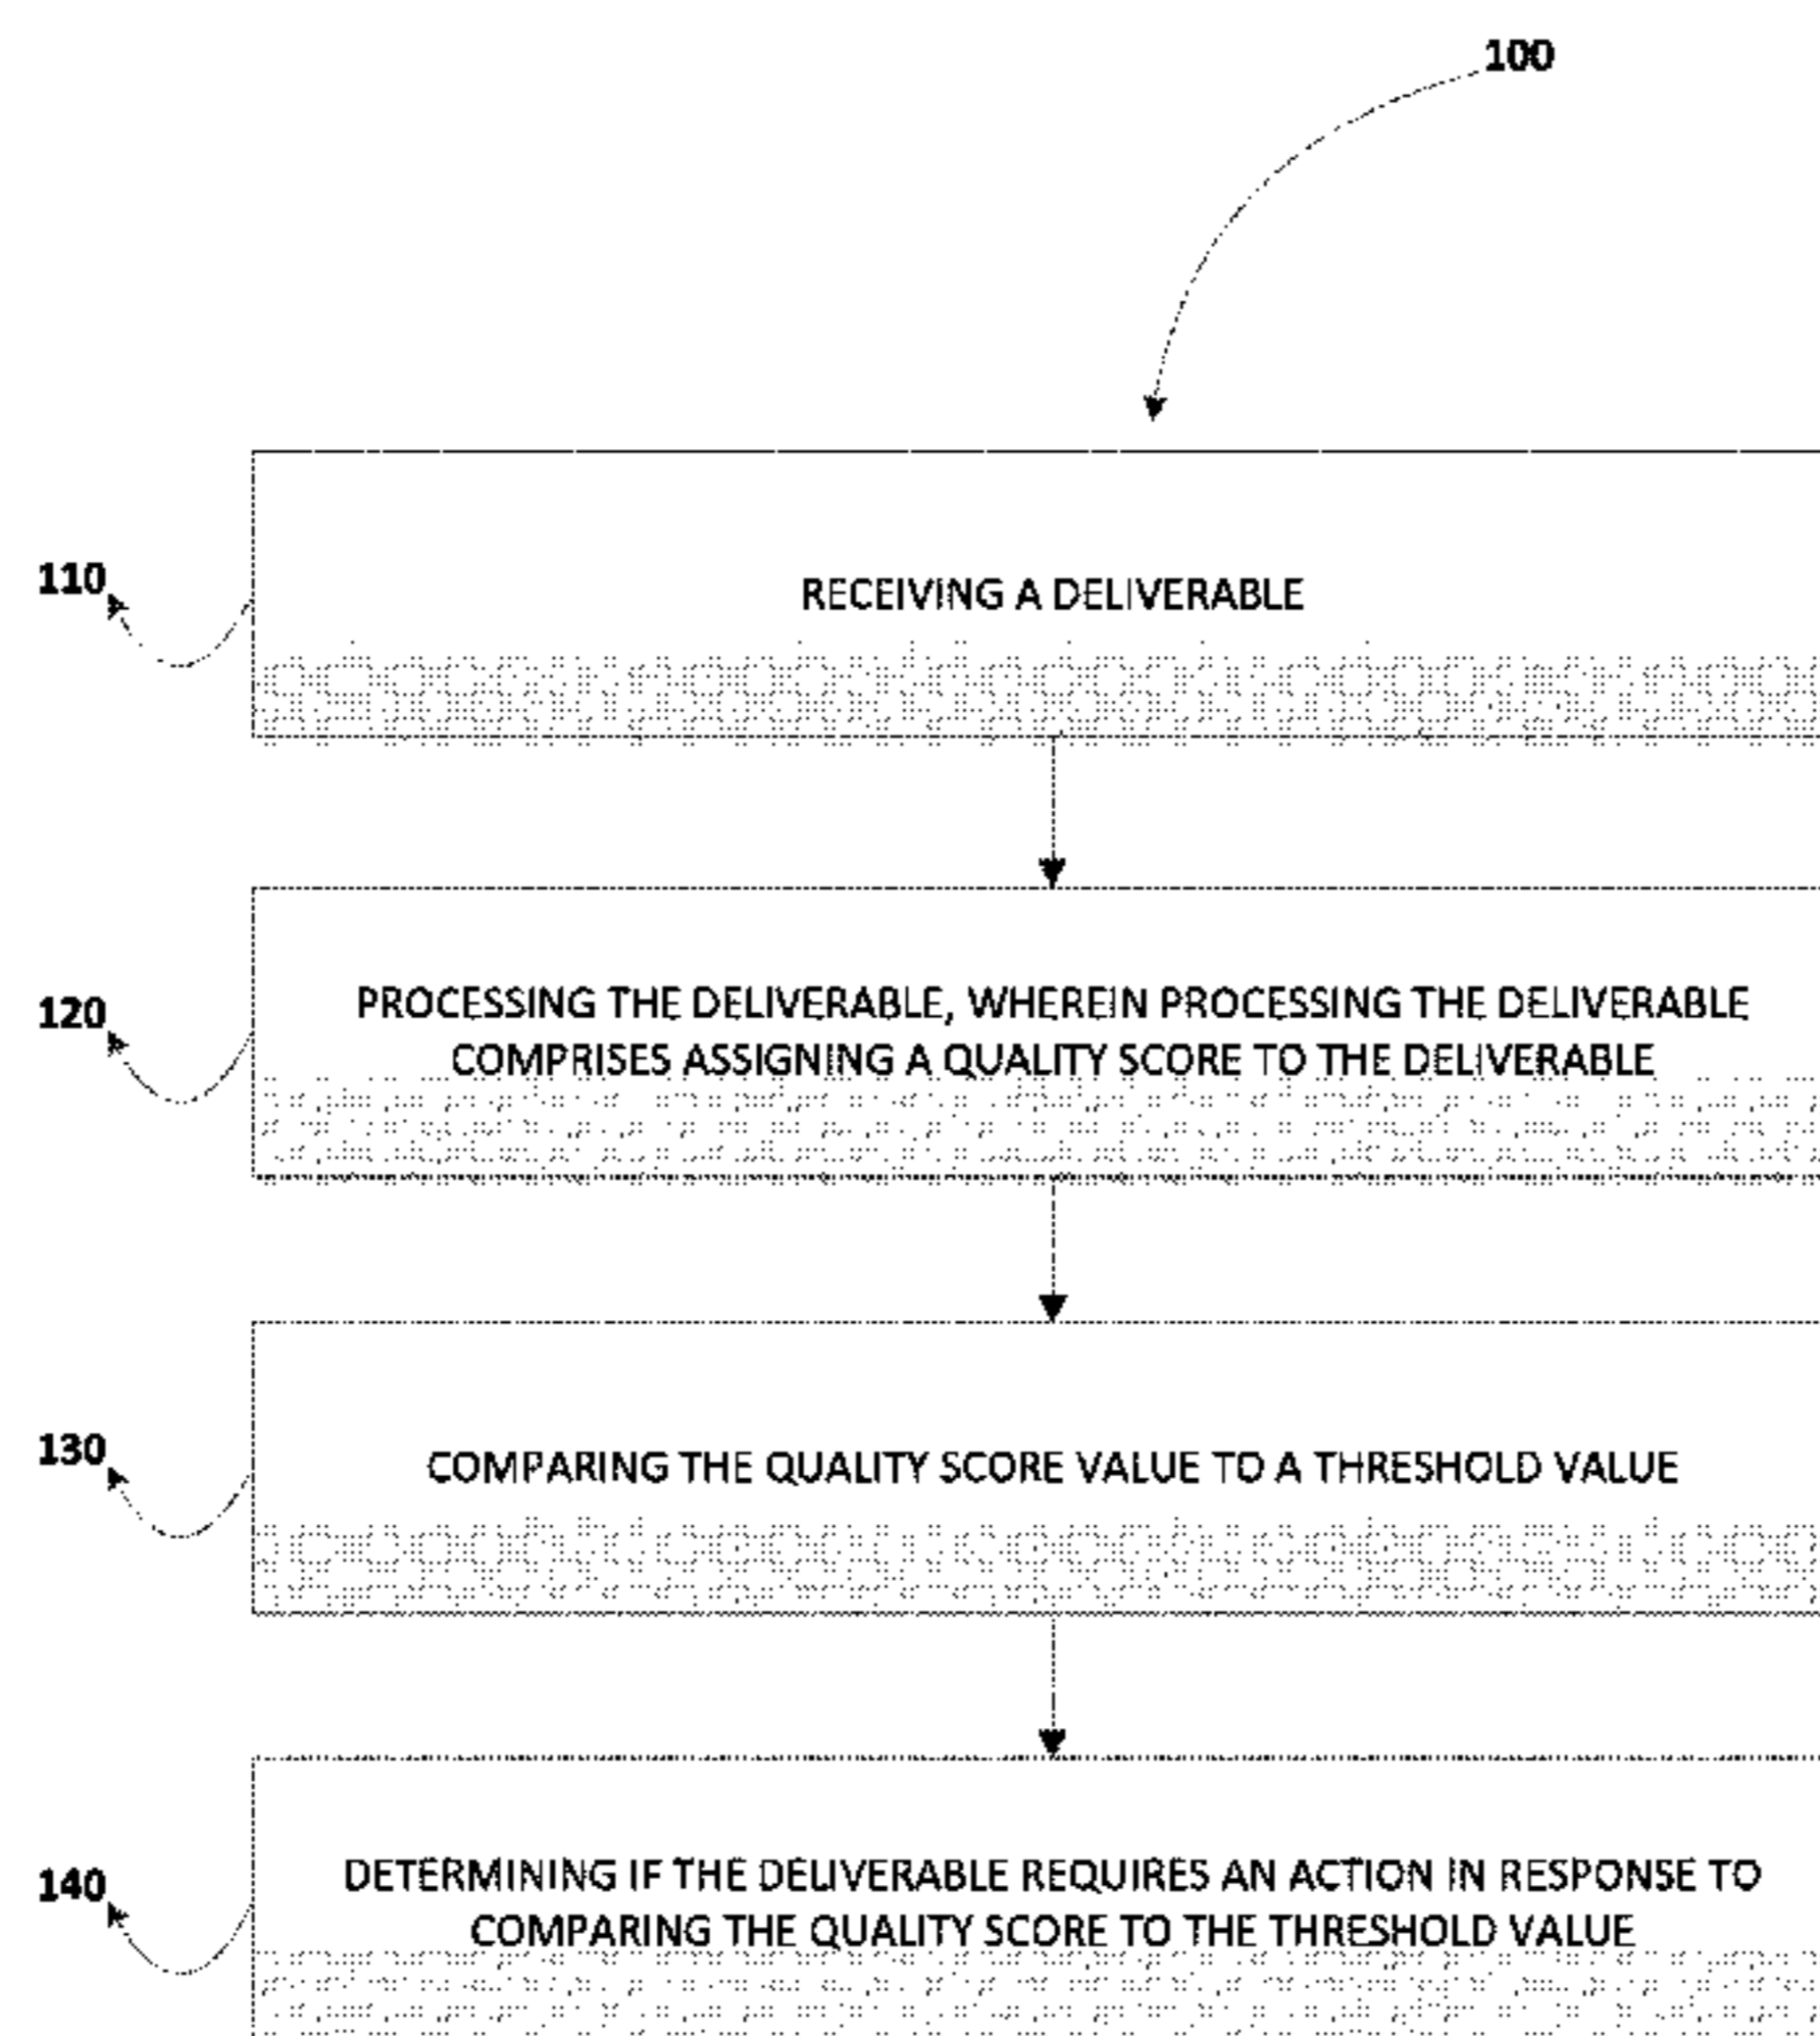 100
110
RECEIVING A DELIVERABLE
120
PROCESSING THE DELIVERABLE, WHEREIN PROCESSING THE DELIVERABLE
COMPRISES ASSIGNING A QUALITY SCORE TO THE DELIVERABLE
130
COMPARING THE QUALITY SCORE VALUE TO A THRESHOLD VALUE
140
DETERMINING IF THE DELIVERABLE REQUIRES AN ACTION IN RESPONSE TO
COMPARING THE QUALITY SCORE TO THE THRESHOLD VALUE